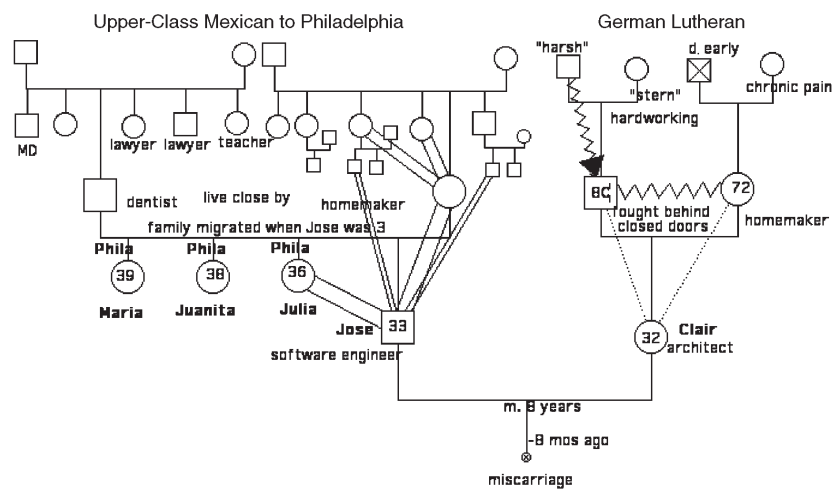 Upper-Class Mexican to Philadelphia
German Lutheran
"harsh"
d. early
"stern"
chronic pain
hardworking
MD
lawyer
lawyer
teacher
dentist
live close by
homemaker
72
fought behind
closed doors
homemaker
family migrated when Jose was 3
Phila
Phila
Phila
39
38
36
Maria
Juanita
Julia
Jose
33
software engineer
32
Clair
architect
m. 8 years
-8 mos ago
miscarriage